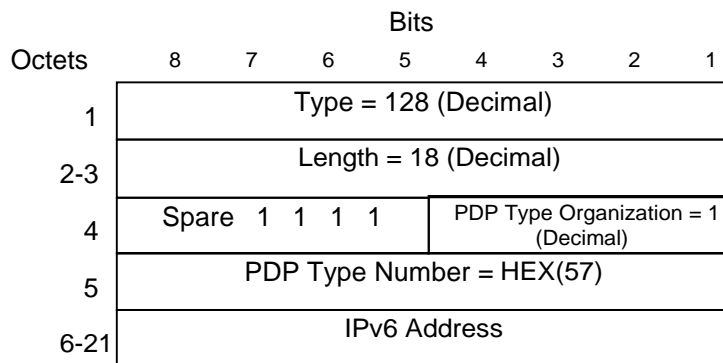 Bits
Octets 8 7 6 5 4 3 2 1
1 Type = 128 (Decimal)
2-3 Length = 18 (Decimal)
4 Spare 1 1 1 1 PDP Type Organization = 1
(Decimal)
5 PDP Type Number = HEX(57)
6-21 IPv6 Address